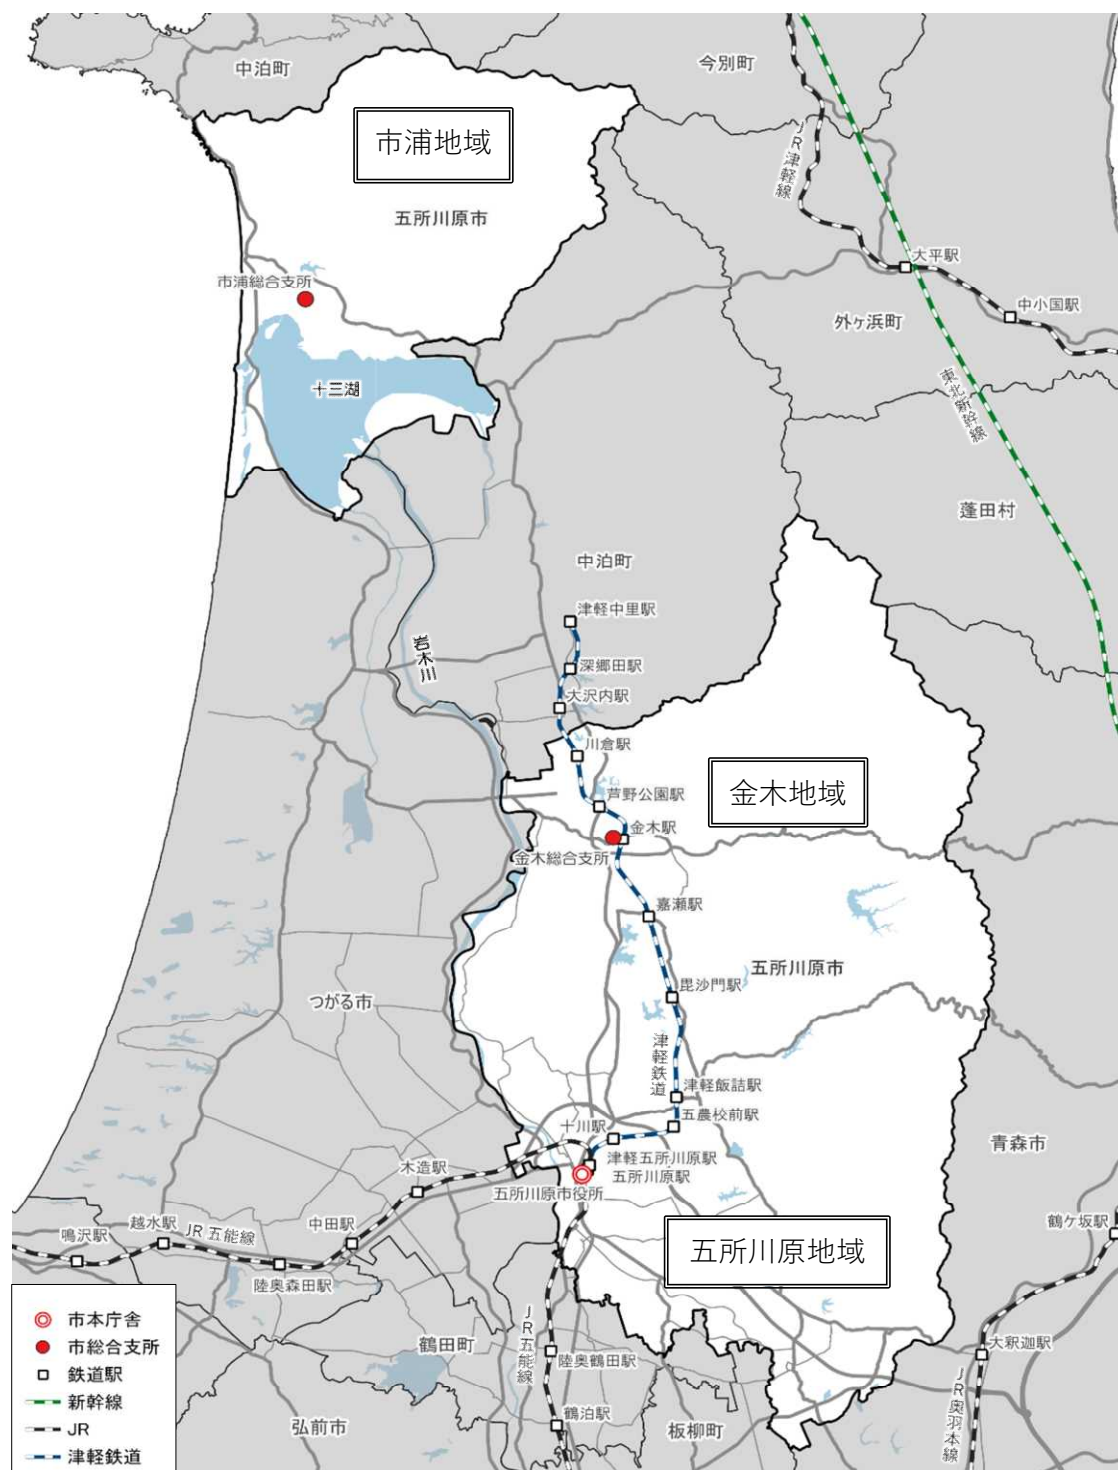 中泊町
今別町
市浦地域
JR津軽線
五所川原市
大平駅
市浦総合支所
中小国駅
外ヶ浜町
十三湖
東北新幹線
蓬田村
中泊町
津軽中里駅
岩木川
深郷田駅
大沢内駅
川倉駅
芦野公園駅
金木地域
金木駅
金木総合支所
嘉瀬駅
五所川原市
毘沙門駅
つがる市
津軽鉄道
津軽飯詰駅
五農校前駅
十川駅
青森市
津軽五所川原駅
五所川原駅
木造駅
五所川原市役所
鶴ケ坂駅
越水駅
中田駅
鳴沢駅
JR五能線
五所川原地域
陸奥森田駅
市本庁舎
市総合支所
鉄道駅
新幹線
JR
津軽鉄道
鶴田町
JR五能線
陸奥鶴田駅
大釈迦駅
鶴泊駅
JR奥羽本線
弘前市
板柳町